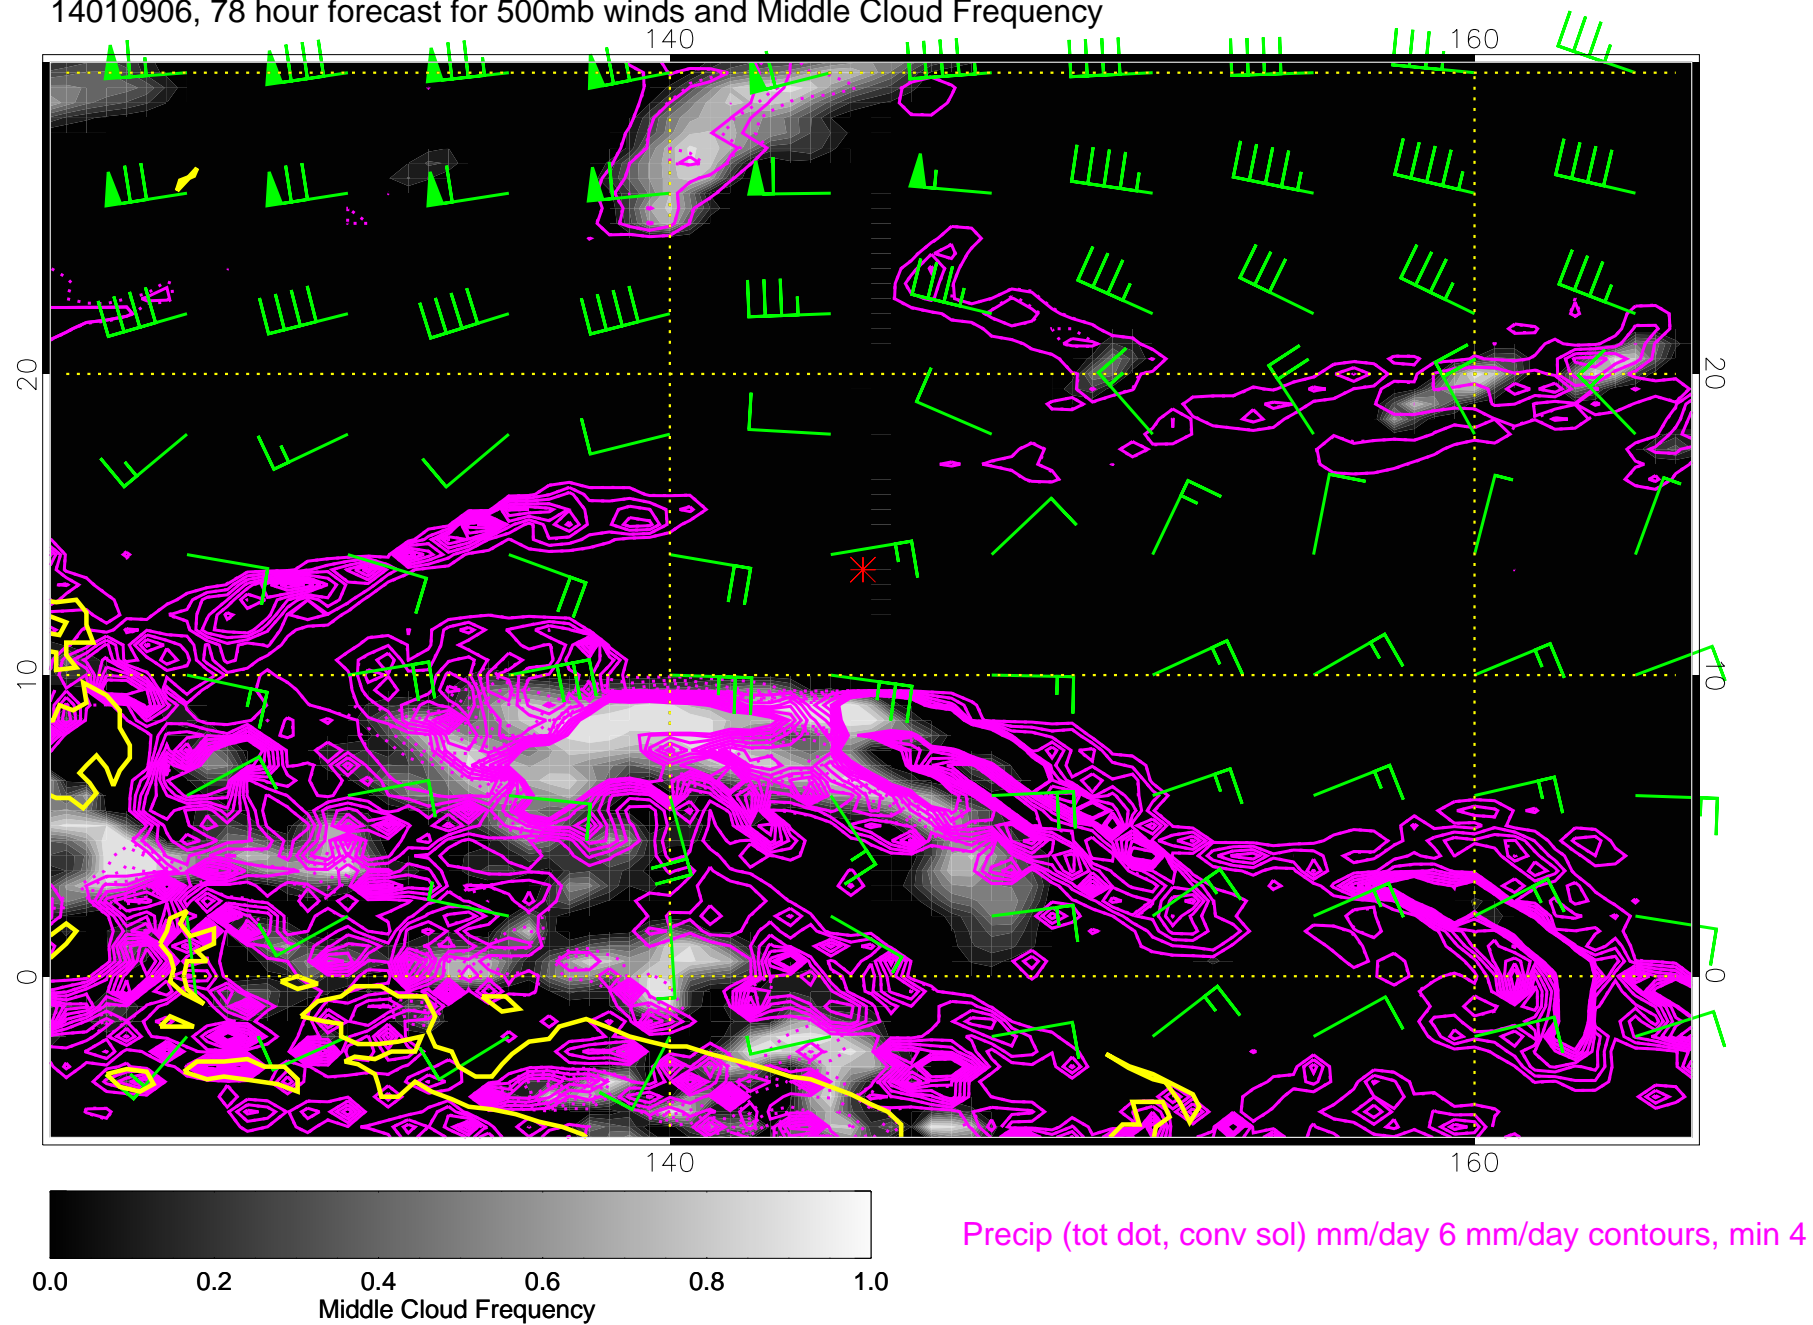 14010906, 78 hour forecast for 500mb winds and Middle Cloud Frequency
140 160
20 20
10 10
0 0
140 160
0.0 0.2 0.4 0.6 0.8 1.0
Middle Cloud Frequency
Precip (tot dot, conv sol) mm/day 6 mm/day contours, min 4